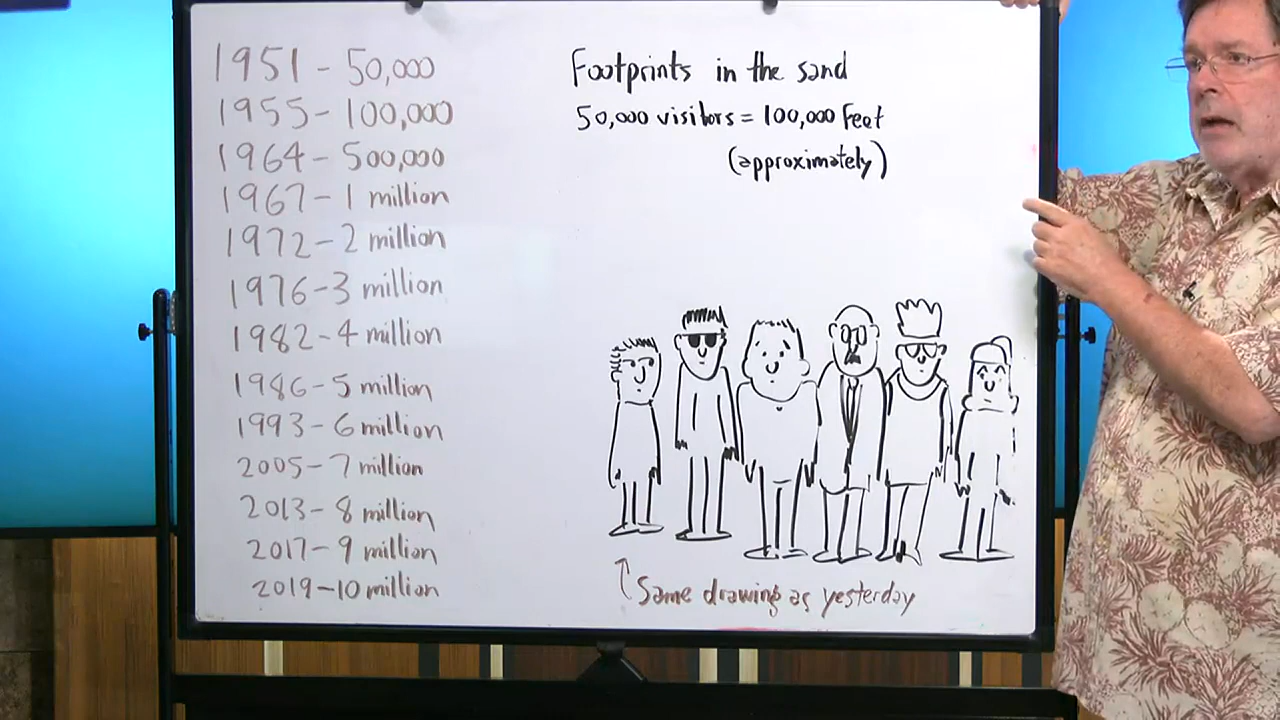 1951 - 50,000
1955 - 100,000
1964 - 500,000
1967 - 1 million
1972 - 2 million
1976 - 3 million
1982 - 4 million
1986 - 5 million
1993 - 6 million
2005 - 7 million
2013 - 8 million
2017 - 9 million
2019 - 10 million
Footprints in the sand
50,000 visitors = 100,000 feet
(approximately)
Same drawing as yesterday